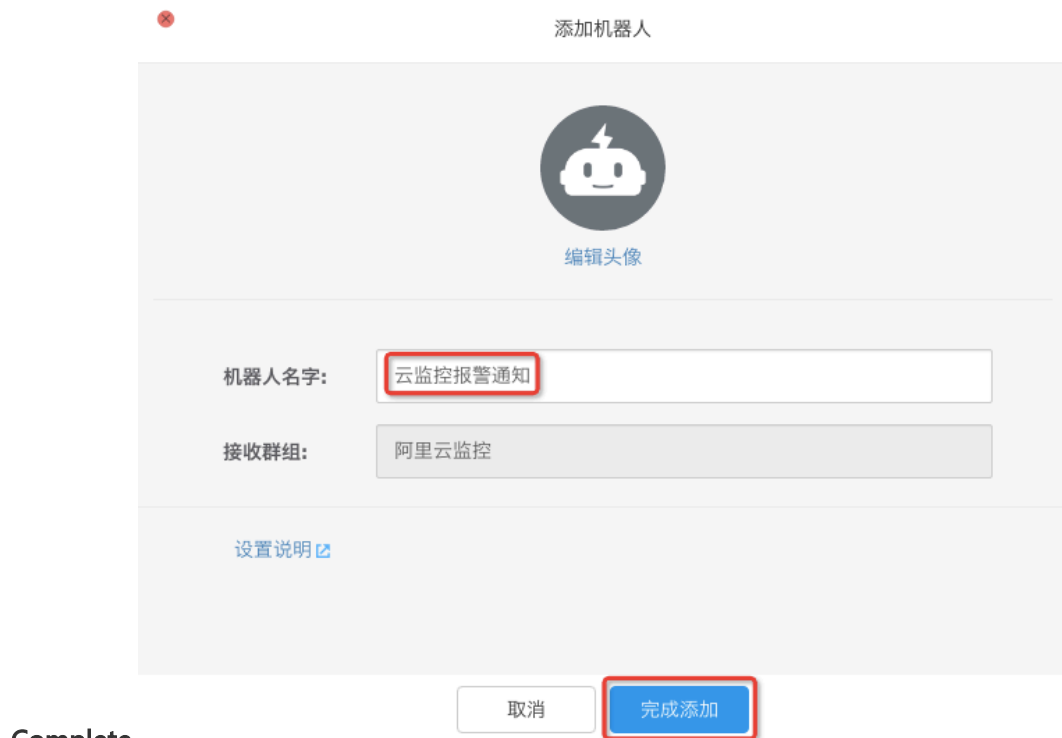 添加机器人
编辑头像
机器人名字: 云监控报警通知
接收群组: 阿里云监控
设置说明
取消 完成添加
Complete